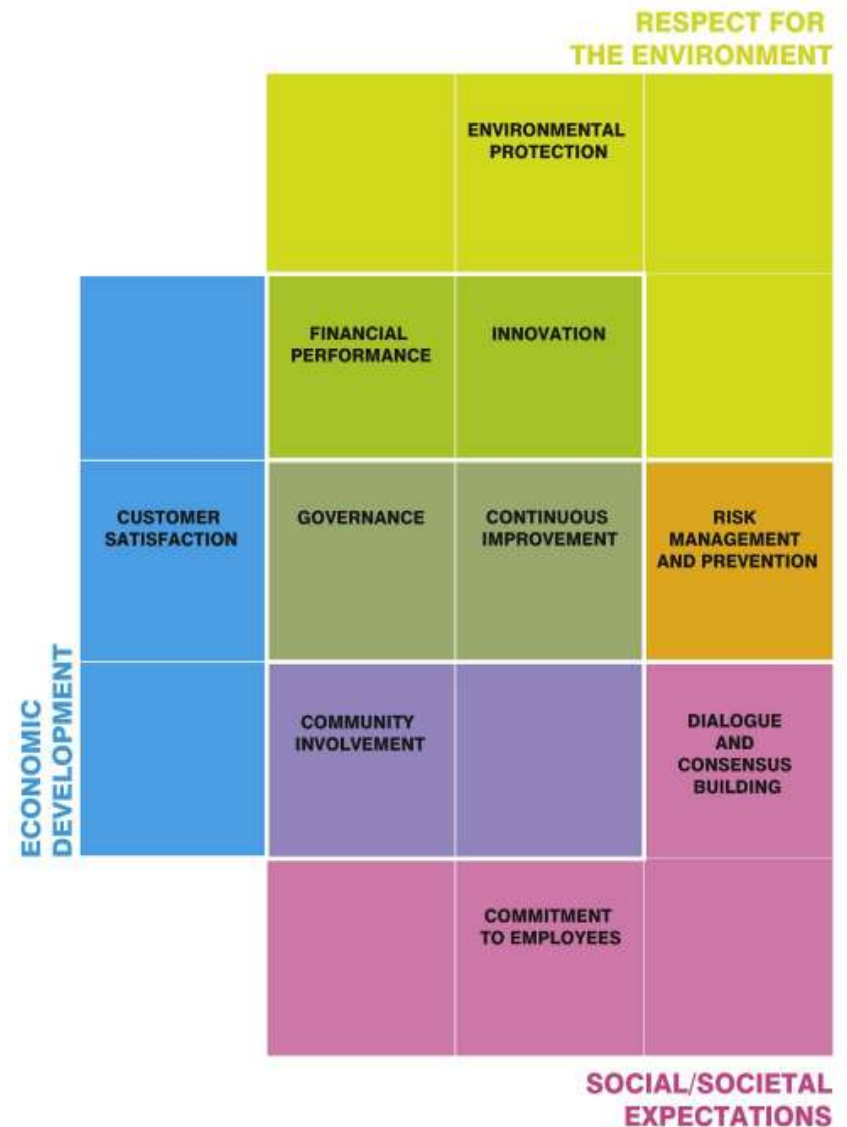 RESPECT FOR
THE ENVIRONMENT
ENVIRONMENTAL
PROTECTION
FINANCIAL
PERFORMANCE
INNOVATION
CUSTOMER
SATISFACTION
GOVERNANCE
CONTINUOUS
IMPROVEMENT
RISK
MANAGEMENT
AND PREVENTION
ECONOMIC
DEVELOPMENT
COMMUNITY
INVOLVEMENT
DIALOGUE
AND
CONSENSUS
BUILDING
COMMITMENT
TO EMPLOYEES
SOCIAL/SOCIETAL
EXPECTATIONS